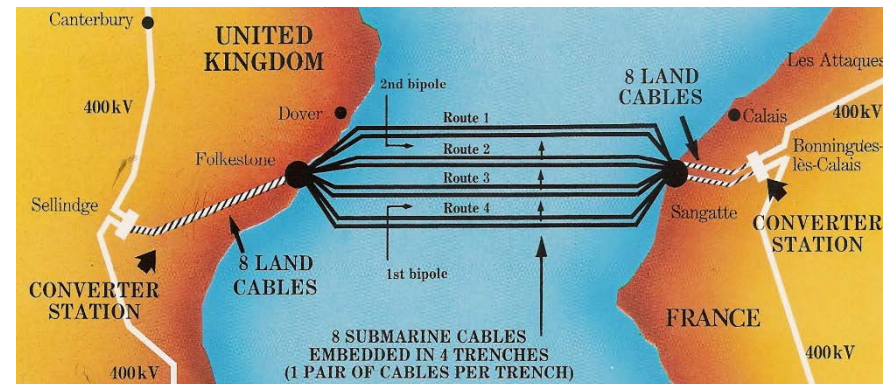 Canterbury
UNITED
KINGDOM
400kV
Dover
Folkestone
Sellindge
CONVERTER
STATION
8 LAND
CABLES
400kV
2nd bipole
Route 1
Route 2
Route 3
Route 4
1st bipole
8 SUBMARINE CABLES
EMBEDDED IN 4 TRENCHES
(1 PAIR OF CABLES PER TRENCH)
8 LAND
CABLES
Les Attaques
Calais
400kV
Bonningues-
lès-Calais
Sangatte
CONVERTER
STATION
FRANCE
400kV